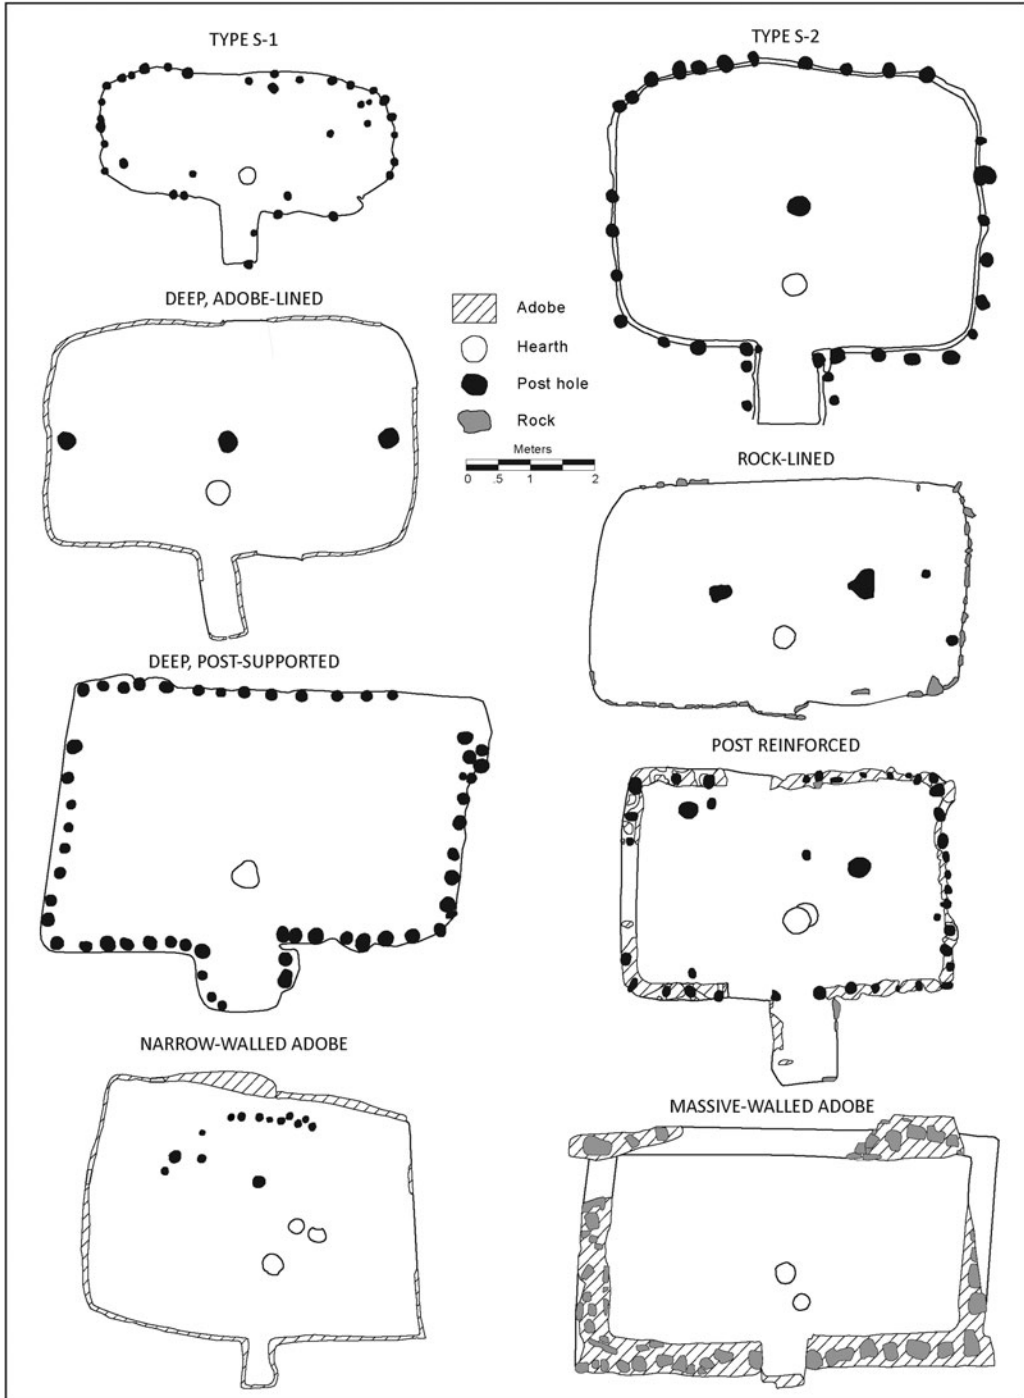 TYPE S-1
TYPE S-2
DEEP, ADOBE-LINED
Adobe
Hearth
Post hole
Rock
Meters
0 .5 1 2
ROCK-LINED
DEEP, POST-SUPPORTED
POST REINFORCED
NARROW-WALLED ADOBE
MASSIVE-WALLED ADOBE